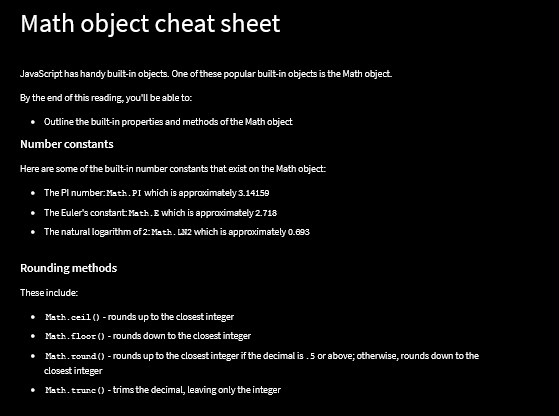 Math object cheat sheet
JavaScript has handy built-in objects. One of these popular built-in objects is the Math object.
By the end of this reading, you'll be able to:
• Outline the built-in properties and methods of the Math object
Number constants
Here are some of the built-in number constants that exist on the Math object:
• The PI number: Math.PI which is approximately 3.14159
• The Euler's constant: Math.E which is approximately 2.718
• The natural logarithm of 2: Math.LN2 which is approximately 0.693
Rounding methods
These include:
• Math.ceil() - rounds up to the closest integer
• Math.floor() - rounds down to the closest integer
• Math.round() - rounds up to the closest integer if the decimal is .5 or above; otherwise, rounds down to the
closest integer
• Math.trunc() - trims the decimal, leaving only the integer